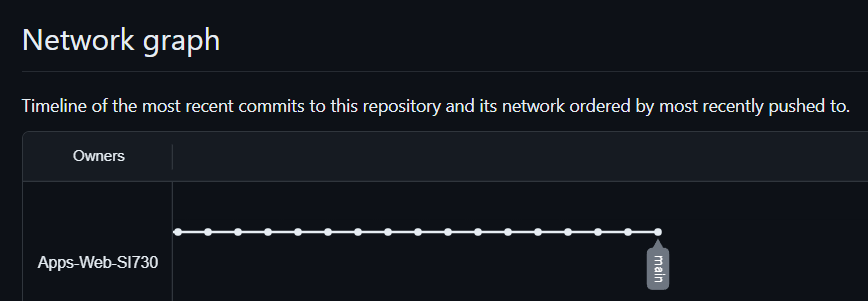 Network graph
Timeline of the most recent commits to this repository and its network ordered by most recently pushed to.
Owners
Apps-Web-SI730
main